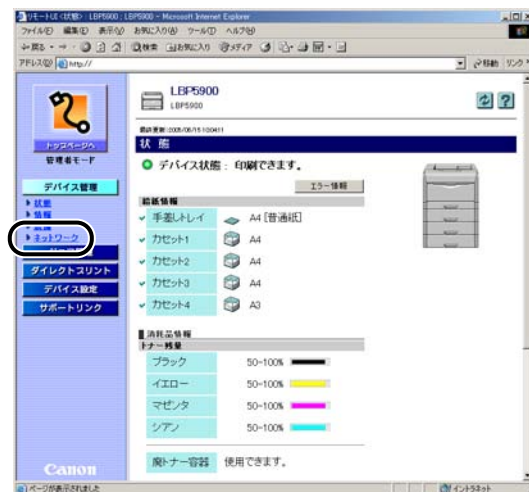 リモートUI <状態> : LBP5900 ; LBP5900 - Microsoft Internet Explorer
ファイル(F) 編集(E) 表示(V) お気に入り(A) ツール(T) ヘルプ(H)
戻る 検索 お気に入り メディア
アドレス(D) http:// 移動 リンク
LBP5900
LBP5900
トップページへ
管理者モード
デバイス管理
状態
情報
ネットワーク
ダイレクトプリント
デバイス設定
サポートリンク
Canon
最終更新 :2005/06/15 10:04:11
状 態
デバイス状態 : 印刷できます。
エラー情報
給紙情報
手差しトレイ A4 [普通紙]
カセット1 A4
カセット2 A4
カセット3 A4
カセット4 A3
消耗品情報
トナー残量
ブラック 50-100%
イエロー 50-100%
マゼンタ 50-100%
シアン 50-100%
廃トナー容器 使用できます。
ページが表示されました
イントラネット